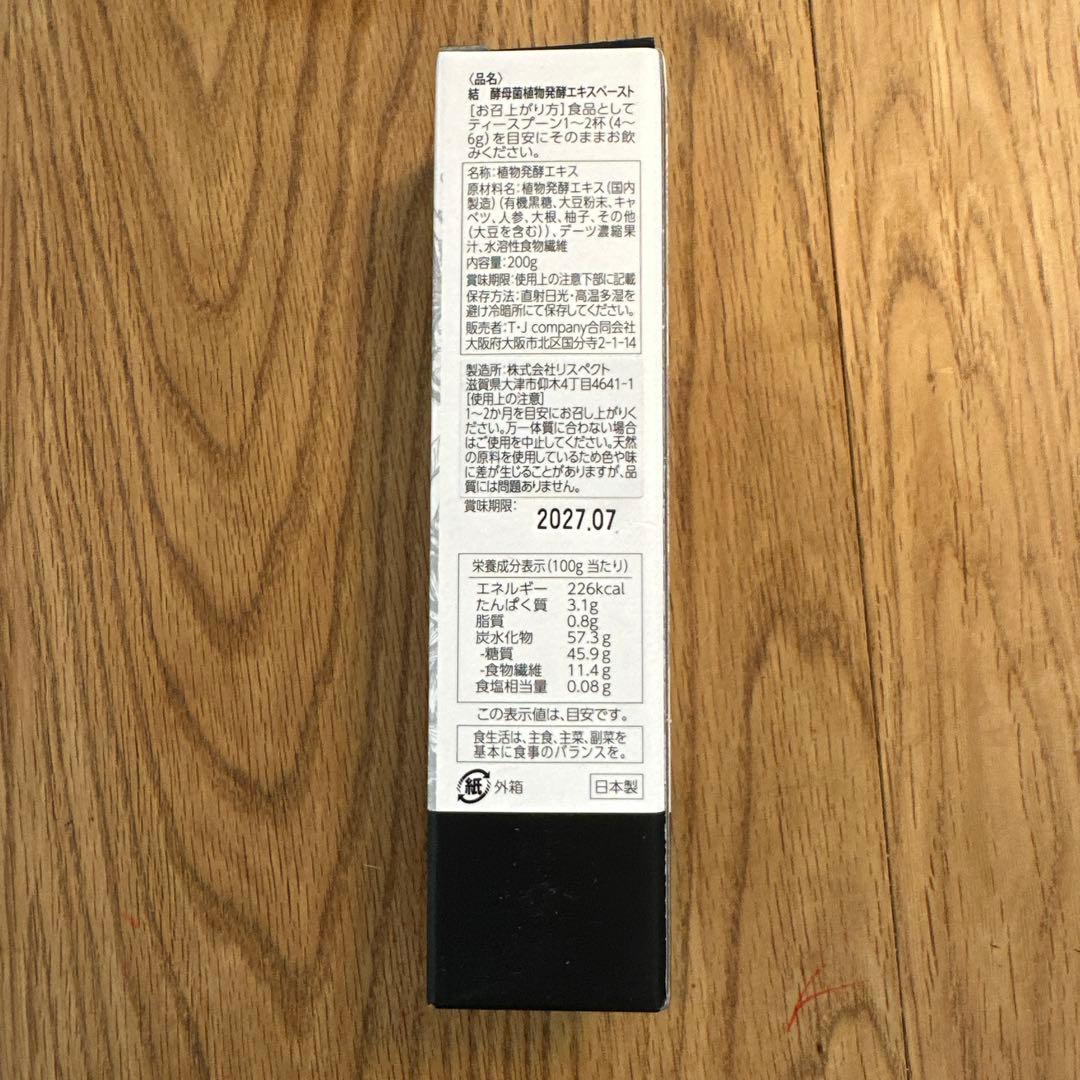 〈品名〉
結 酵母菌植物発酵エキスペースト
[お召上がり方]食品として
ティースプーン1〜2杯(4〜
6g)を目安にそのままお飲
みください。
名称:植物発酵エキス
原材料名:植物発酵エキス(国内
製造)(有機黒糖、大豆粉末、キャ
ベツ、人参、大根、柚子、その他
(大豆を含む))、デーツ濃縮果
汁、水溶性食物繊維
内容量:200g
賞味期限:使用上の注意下部に記載
保存方法:直射日光・高温多湿を
避け冷暗所にて保存してください。
販売者:T・J company合同会社
大阪府大阪市北区国分寺2-1-14
製造所:株式会社リスペクト
滋賀県大津市仰木4丁目4641-1
[使用上の注意]
1〜2か月を目安にお召し上がりく
ださい。万一体質に合わない場合
はご使用を中止してください。天然
の原料を使用しているため色や味
に差が生じることがありますが、品
質には問題ありません。
賞味期限:
2027.07
栄養成分表示(100g当たり)
エネルギー 226kcal
たんぱく質 3.1g
脂質 0.8g
炭水化物 57.3g
-糖質 45.9g
-食物繊維 11.4g
食塩相当量 0.08g
この表示値は、目安です。
食生活は、主食、主菜、副菜を
基本に食事のバランスを。
紙 外箱 日本製